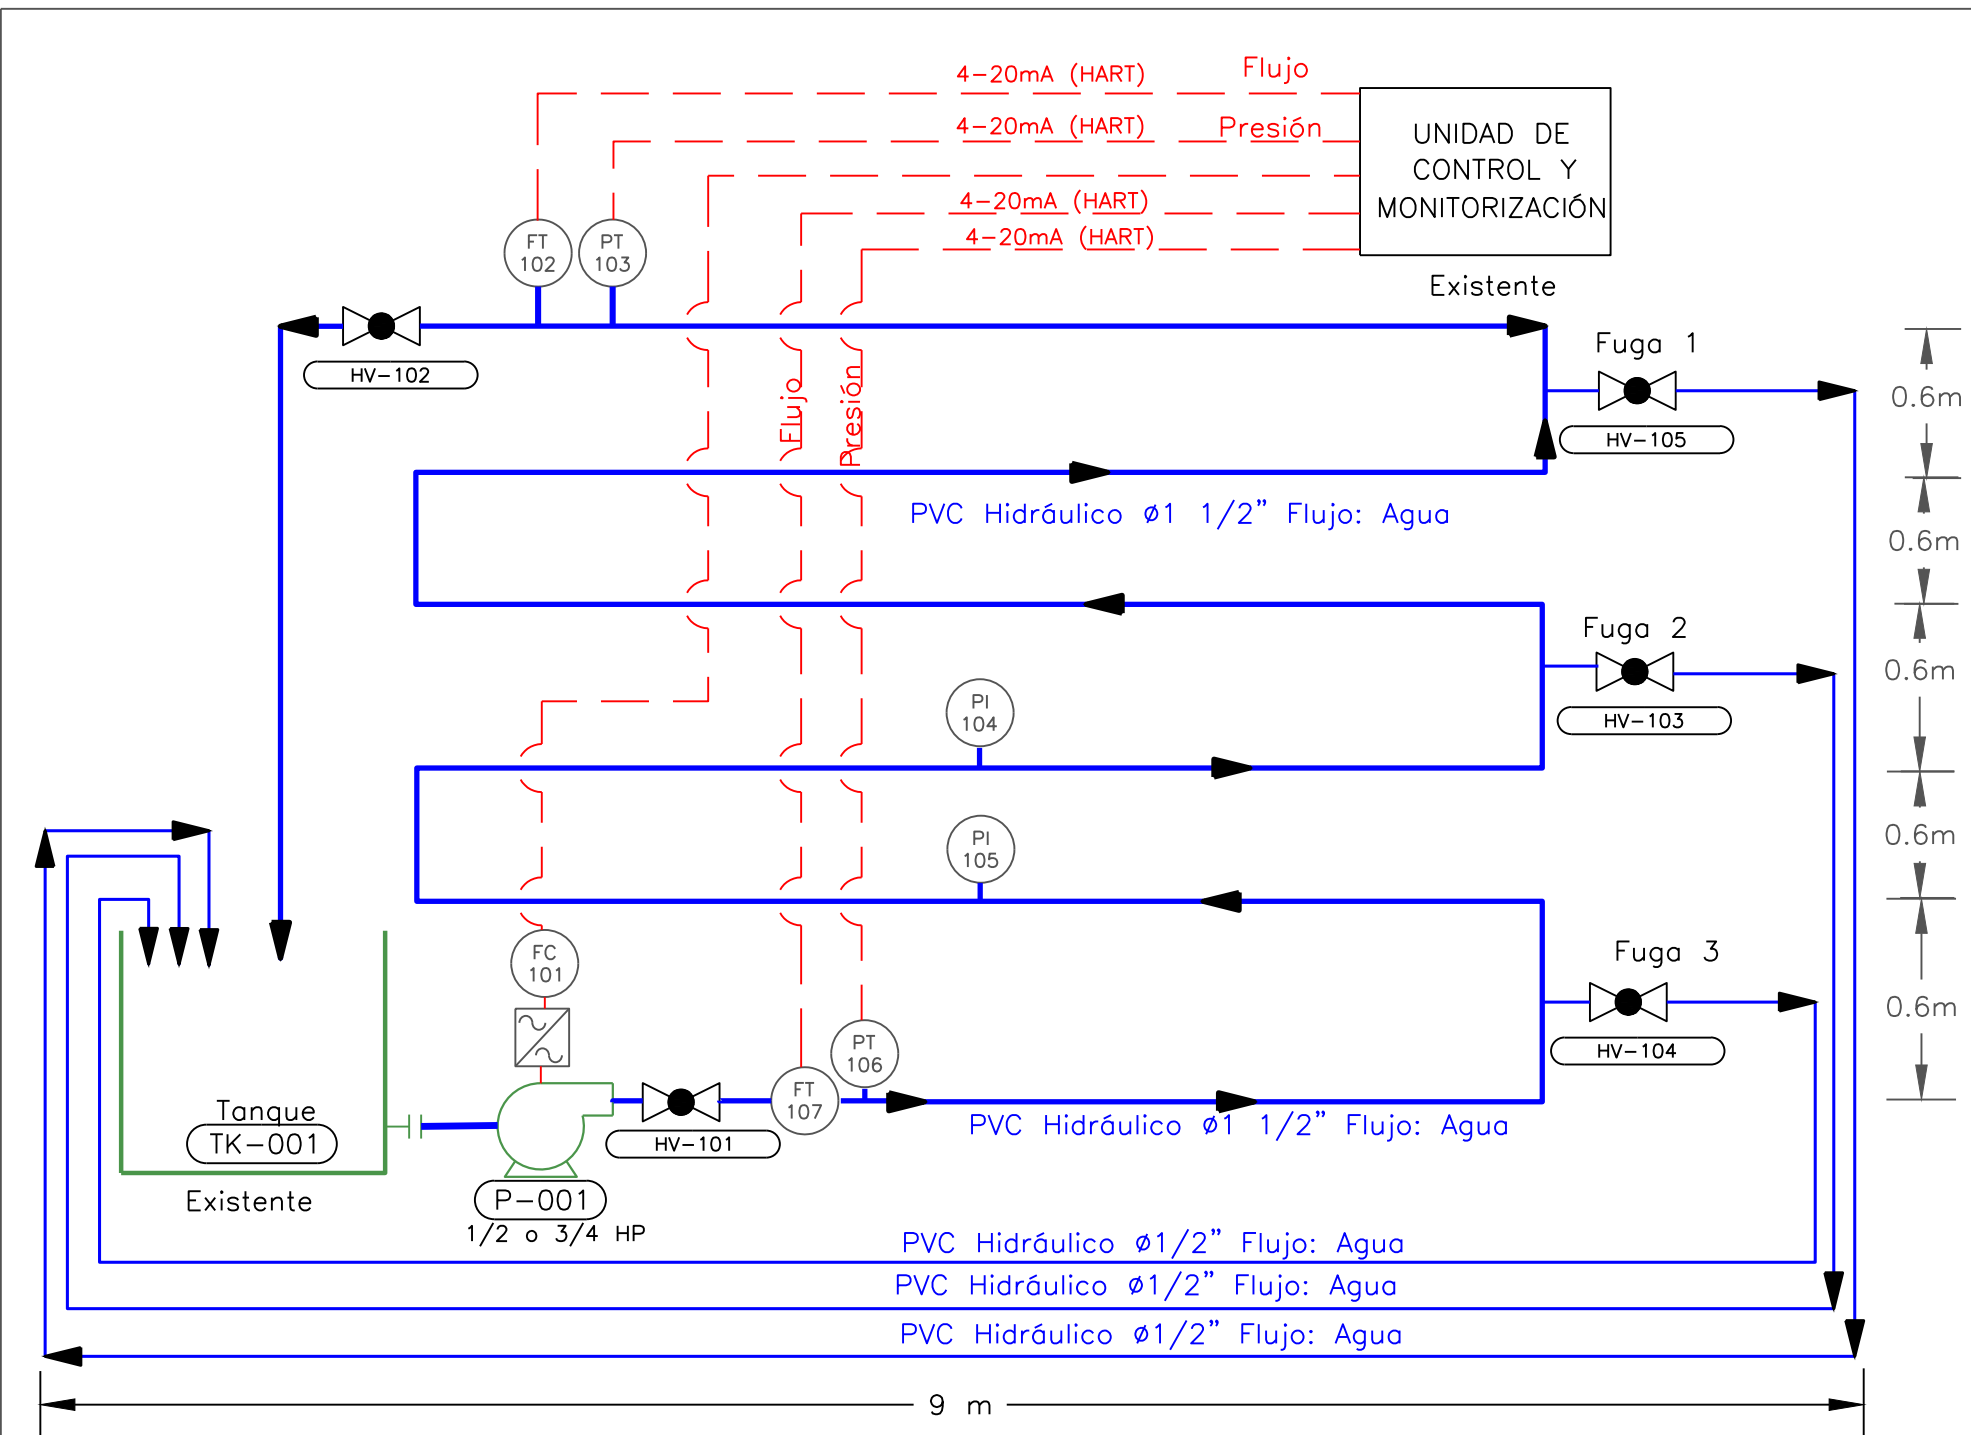 4-20mA (HART)
Flujo
4-20mA (HART)
Presión
4-20mA (HART)
4-20mA (HART)
UNIDAD DE
CONTROL Y
MONITORIZACIÓN
Existente
FT
102
PT
103
HV-102
Fuga 1
HV-105
0.6m
Flujo
Presión
PVC Hidráulico ø1 1/2” Flujo: Agua
0.6m
Fuga 2
HV-103
0.6m
PI
104
PI
105
0.6m
Fuga 3
HV-104
0.6m
FC
101
PT
106
FT
107
HV-101
PVC Hidráulico ø1 1/2” Flujo: Agua
Tanque
TK-001
Existente
P-001
1/2 o 3/4 HP
PVC Hidráulico ø1/2” Flujo: Agua
PVC Hidráulico ø1/2” Flujo: Agua
PVC Hidráulico ø1/2” Flujo: Agua
9 m